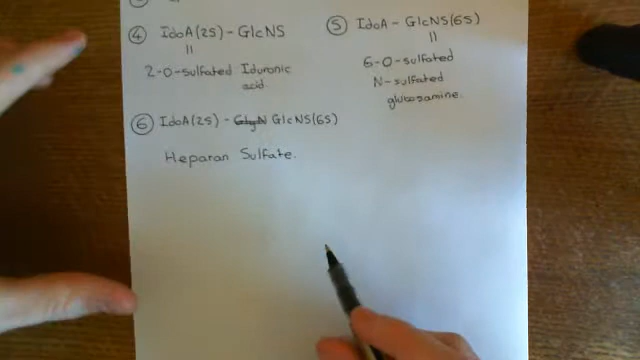 ④ IdoA(2S) - GlcNS
=
2-O-sulfated Iduronic
acid
⑤ IdoA - GlcNS(6S)
=
6-O-sulfated
N-sulfated
glucosamine.
⑥ IdoA(2S) - GlcNS(6S)
Heparan Sulfate.